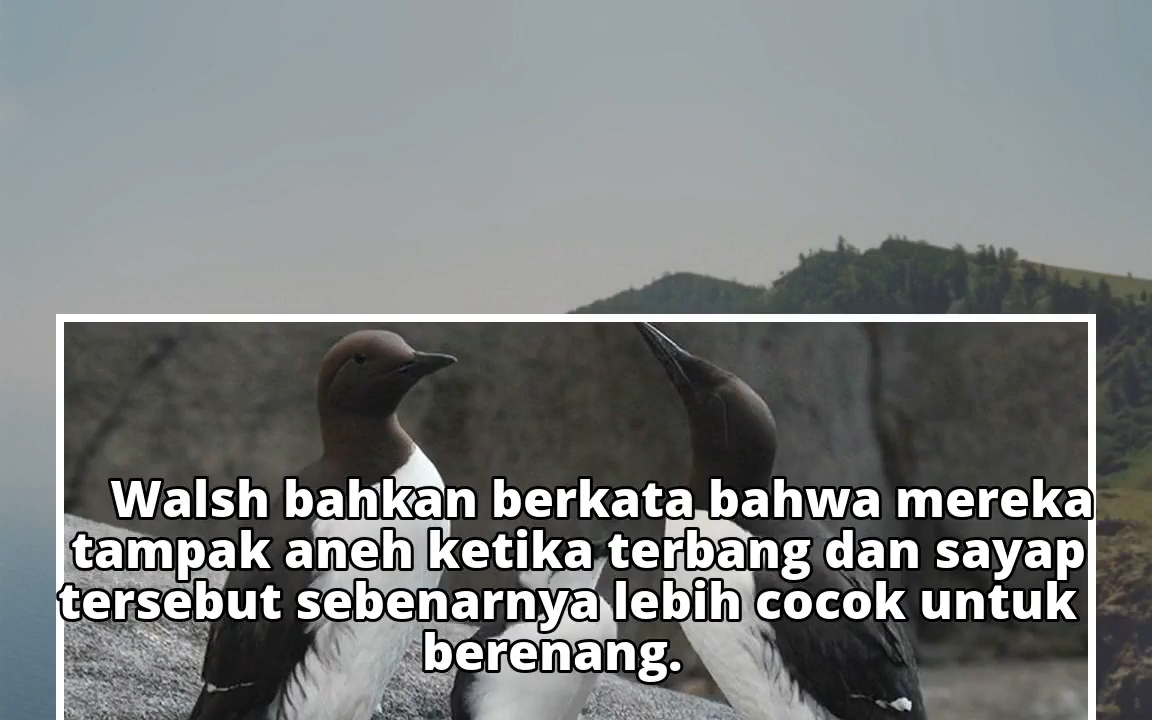 Walsh bahkan berkata bahwa mereka
tampak aneh ketika terbang dan sayap
tersebut sebenarnya lebih cocok untuk
berenang.